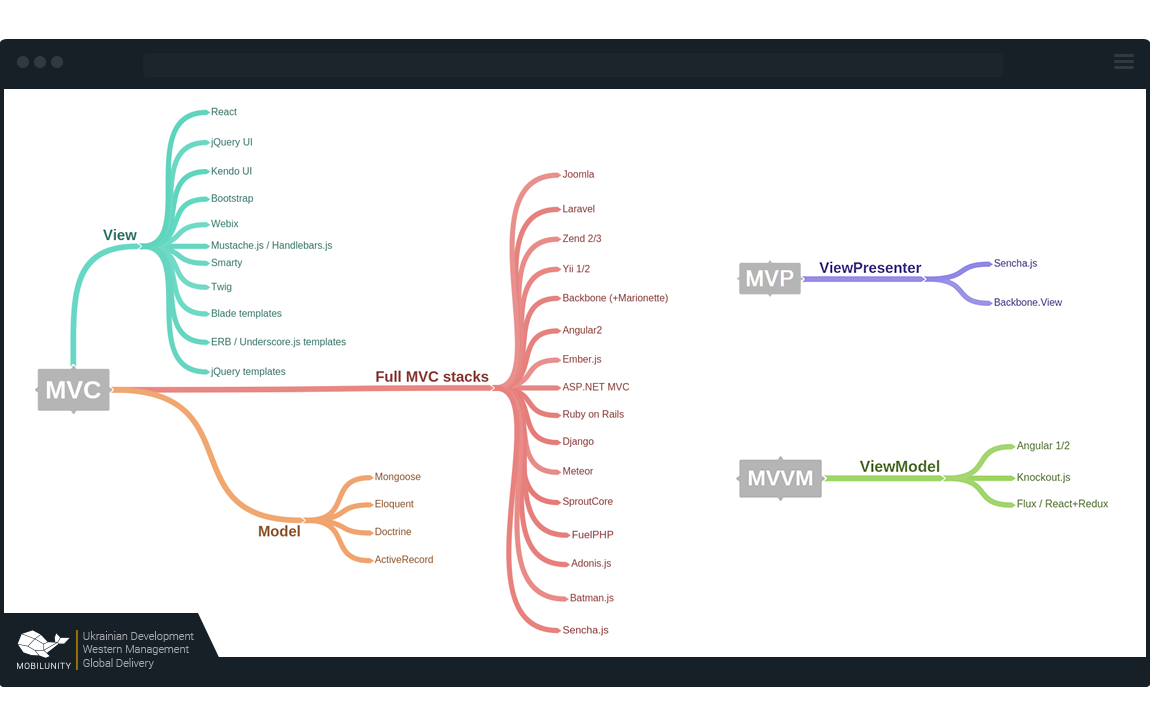 MVC
View
React
jQuery UI
Kendo UI
Bootstrap
Webix
Mustache.js / Handlebars.js
Smarty
Twig
Blade templates
ERB / Underscore.js templates
jQuery templates
Full MVC stacks
Joomla
Laravel
Zend 2/3
Yii 1/2
Backbone (+Marionette)
Angular2
Ember.js
ASP.NET MVC
Ruby on Rails
Django
Meteor
SproutCore
FuelPHP
Adonis.js
Batman.js
Sencha.js
Model
Mongoose
Eloquent
Doctrine
ActiveRecord
MVP
ViewPresenter
Sencha.js
Backbone.View
MVVM
ViewModel
Angular 1/2
Knockout.js
Flux / React+Redux
MOBILUNITY
Ukrainian Development
Western Management
Global Delivery